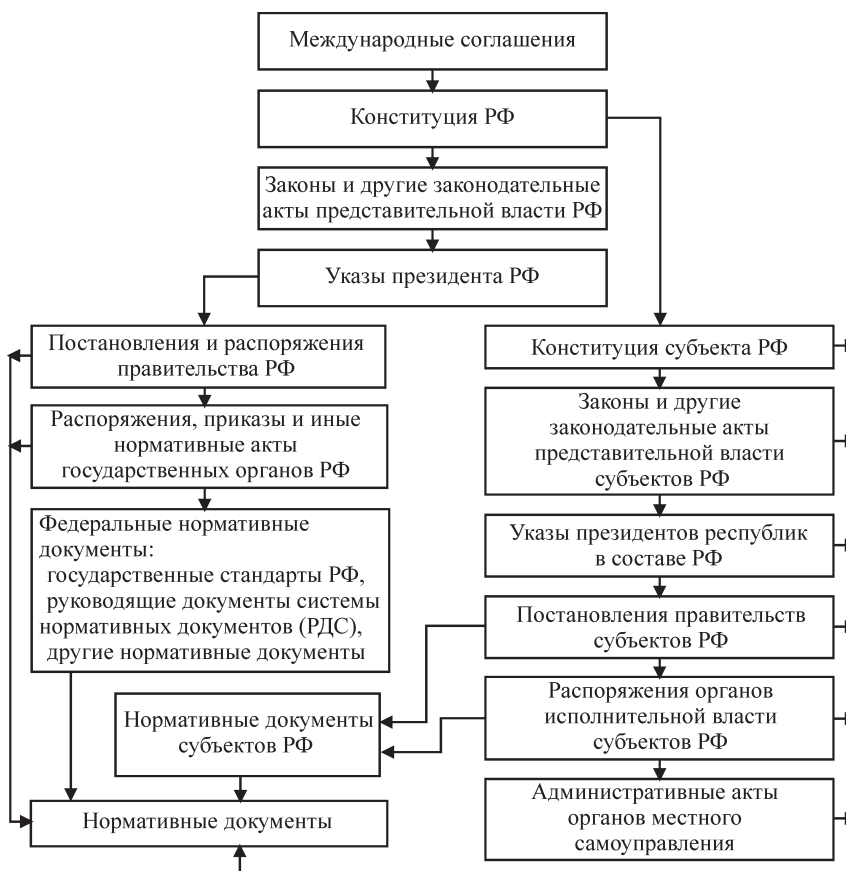 Международные соглашения
Конституция РФ
Законы и другие законодательные
акты представительной власти РФ
Указы президента РФ
Постановления и распоряжения
правительства РФ
Распоряжения, приказы и иные
нормативные акты
государственных органов РФ
Федеральные нормативные
документы:
государственные стандарты РФ,
руководящие документы системы
нормативных документов (РДС),
другие нормативные документы
Нормативные документы
субъектов РФ
Нормативные документы
Конституция субъекта РФ
Законы и другие
законодательные акты
представительной власти
субъектов РФ
Указы президентов республик
в составе РФ
Постановления правительств
субъектов РФ
Распоряжения органов
исполнительной власти
субъектов РФ
Административные акты
органов местного
самоуправления